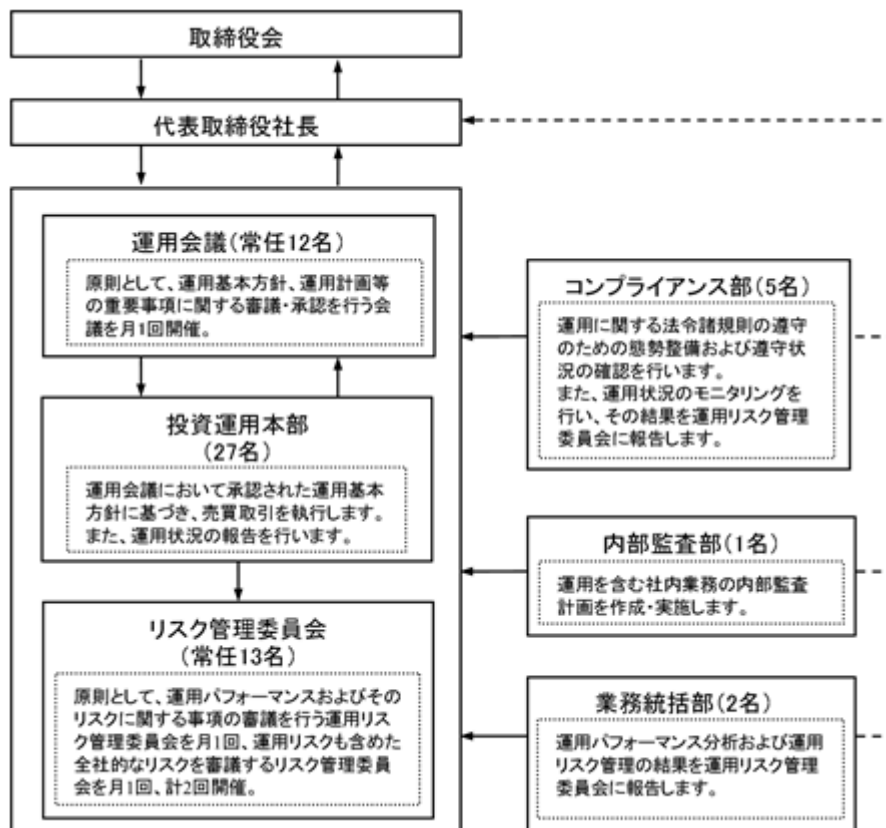 取締役会
代表取締役社長
運用会議(常任12名)
原則として、運用基本方針、運用計画等
の重要事項に関する審議・承認を行う会
議を月1回開催。
投資運用本部
(27名)
運用会議において承認された運用基本
方針に基づき、売買取引を執行します。
また、運用状況の報告を行います。
リスク管理委員会
(常任13名)
原則として、運用パフォーマンスおよびその
リスクに関する事項の審議を行う運用リス
ク管理委員会を月1回、運用リスクも含めた
全社的なリスクを審議するリスク管理委員
会を月1回、計2回開催。
コンプライアンス部(5名)
運用に関する法令諸規則の遵守
のための態勢整備および遵守状
況の確認を行います。
また、運用状況のモニタリングを
行い、その結果を運用リスク管理
委員会に報告します。
内部監査部(1名)
運用を含む社内業務の内部監査
計画を作成・実施します。
業務統括部(2名)
運用パフォーマンス分析および運用
リスク管理の結果を運用リスク管理
委員会に報告します。